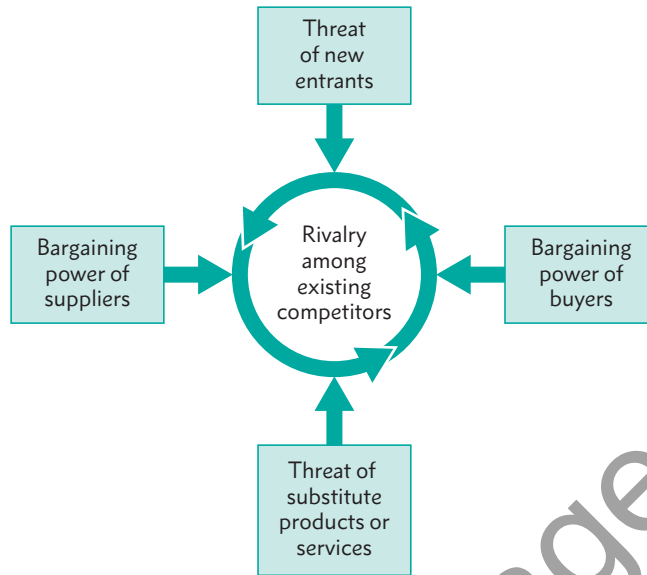 Threat
of new
entrants
Bargaining
power of
suppliers
Rivalry
among
existing
competitors
Bargaining
power of
buyers
Threat of
substitute
products or
services